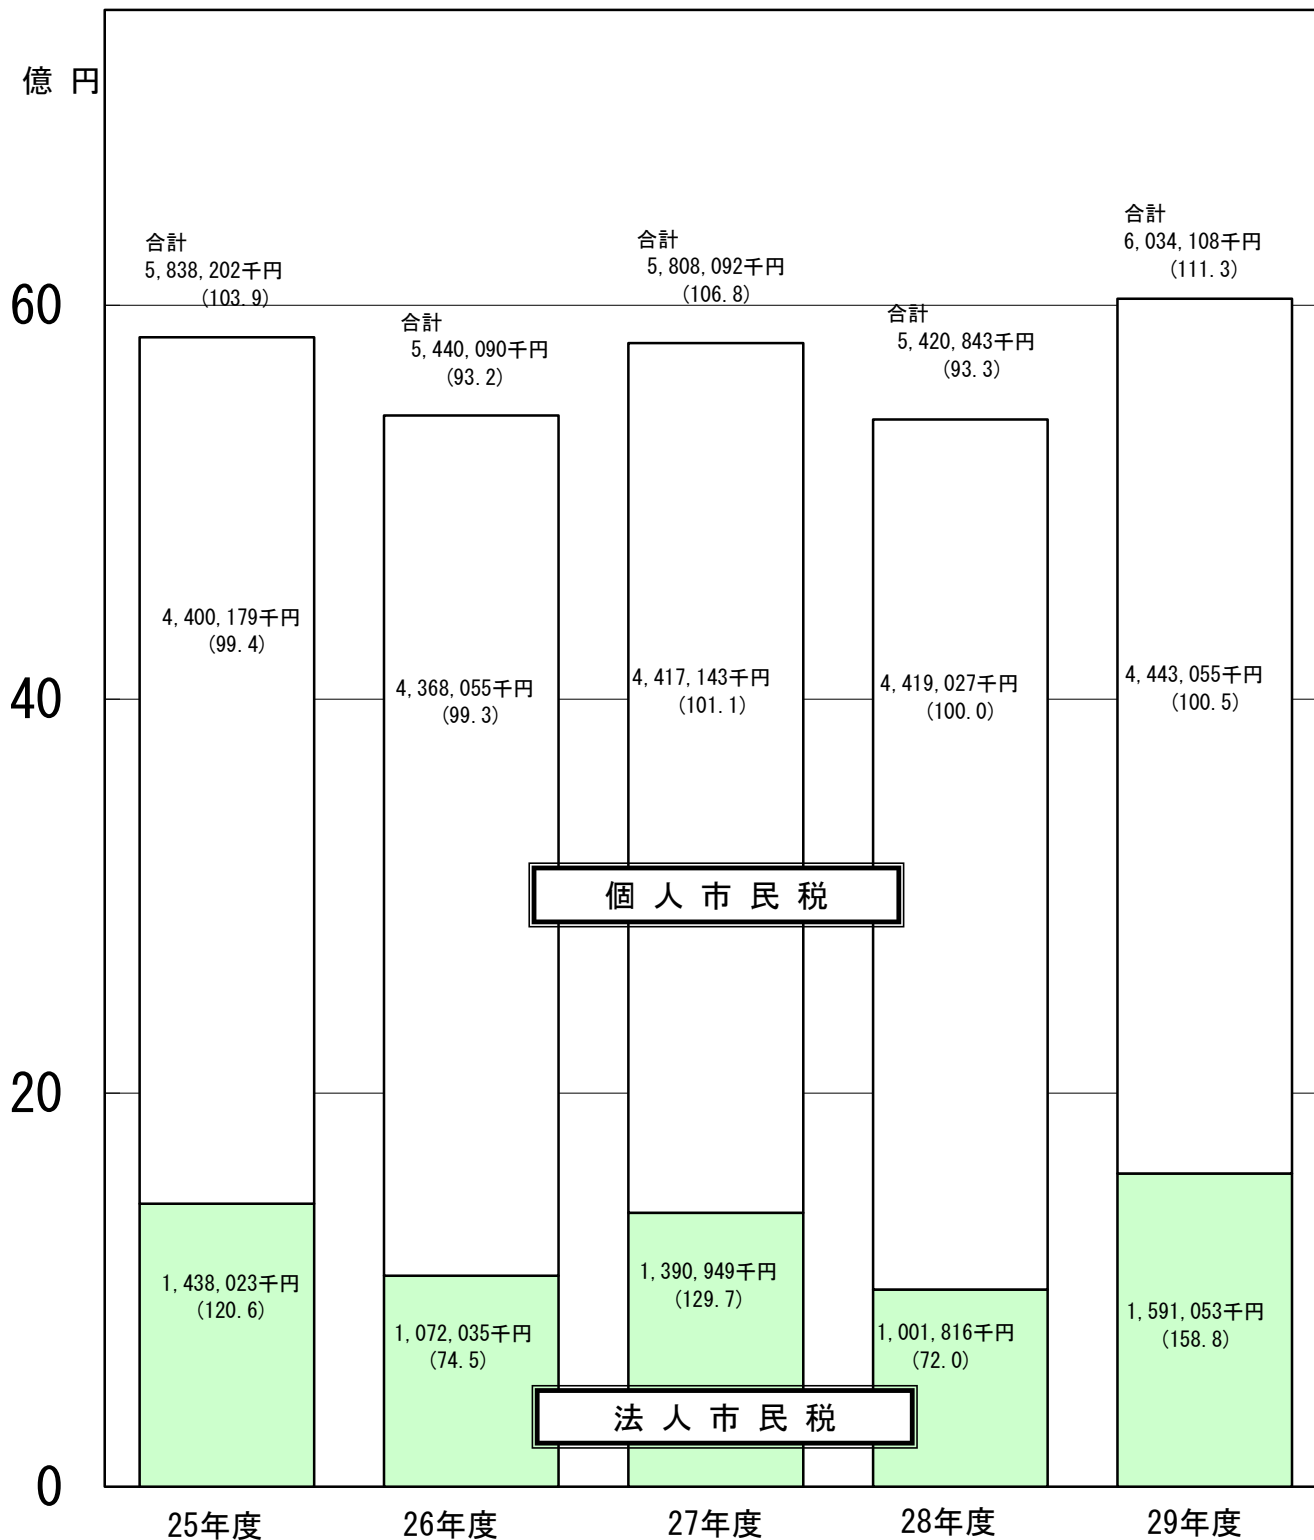 億 円
合計
5,838,202千円
(103.9)
合計
5,440,090千円
(93.2)
合計
5,808,092千円
(106.8)
合計
5,420,843千円
(93.3)
合計
6,034,108千円
(111.3)
60
4,400,179千円
(99.4)
4,368,055千円
(99.3)
4,417,143千円
(101.1)
4,419,027千円
(100.0)
4,443,055千円
(100.5)
40
個 人 市 民 税
20
1,438,023千円
(120.6)
1,072,035千円
(74.5)
1,390,949千円
(129.7)
1,001,816千円
(72.0)
1,591,053千円
(158.8)
法 人 市 民 税
0
25年度
26年度
27年度
28年度
29年度